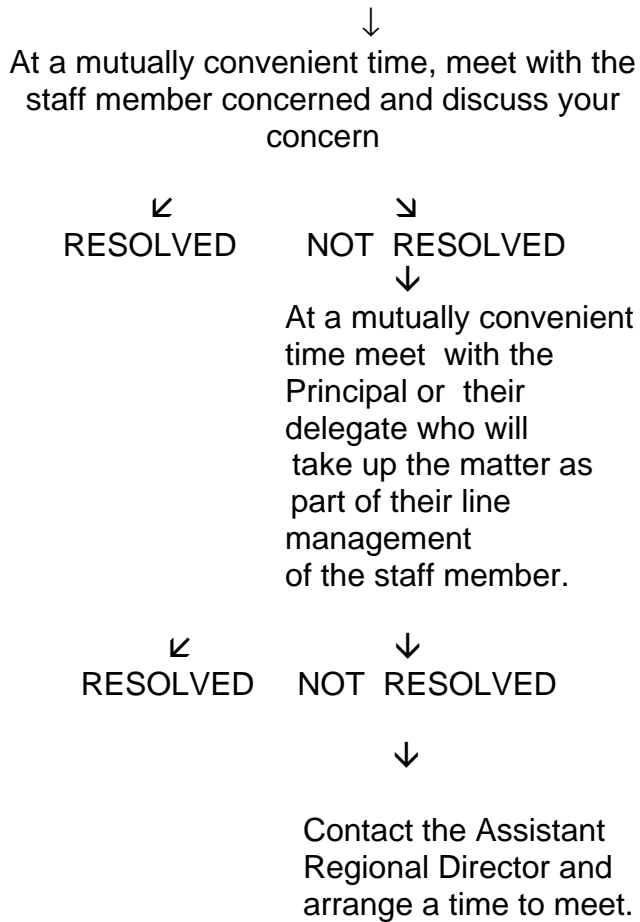 ↓
At a mutually convenient time, meet with the
staff member concerned and discuss your
concern
↙ ↘
RESOLVED NOT RESOLVED
↓
At a mutually convenient
time meet with the
Principal or their
delegate who will
take up the matter as
part of their line
management
of the staff member.
↙ ↓
RESOLVED NOT RESOLVED
↓
Contact the Assistant
Regional Director and
arrange a time to meet.